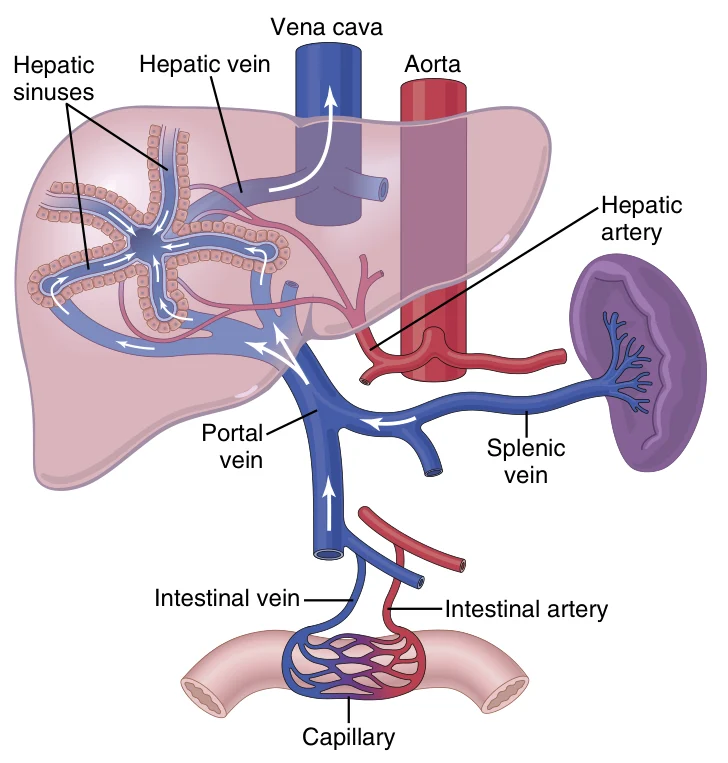 Vena cava
Hepatic
sinuses
Hepatic vein
Aorta
Hepatic
artery
Portal
vein
Splenic
vein
Intestinal vein
Intestinal artery
Capillary